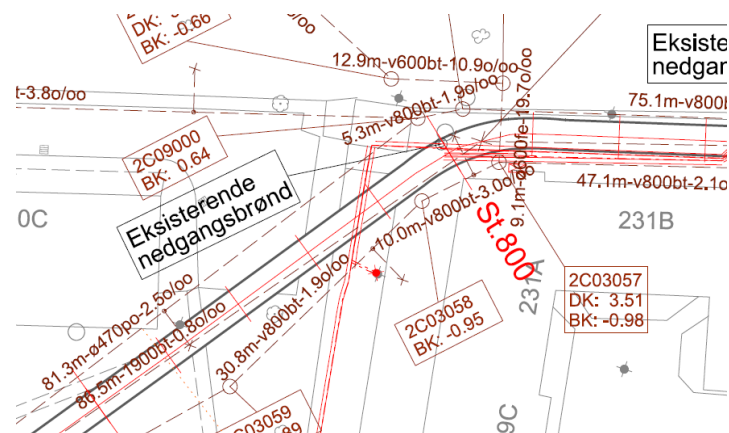 DK:
BK: -0.66
o/oo
12.9m-v600bt-10.9o/oo
Eksiste
nedgar
t-3.8o/oo
5.3m-v800bt-1.9o/oo
9.1m-ø600fe-19.7o/oo
75.1m-v800b
2C09000
BK: 0.64
Eksisterende
nedgangsbrønd
10.0m-v800bt-3.0o/
47.1m-v800bt-2.1o
0C
St.800
231B
231A
2C03057
DK: 3.51
BK: -0.98
2C03058
BK: -0.95
81.3m-ø470po-2.5o/oo
86.5m-1900bt-0.8o/oo
30.8m-v800bt-1.9o/oo
2C03059
89
9C